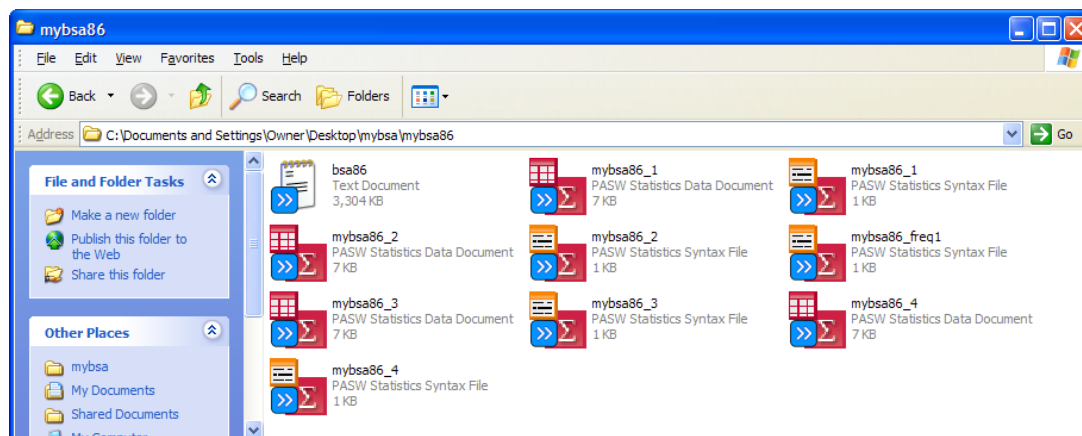 mybsa86
File Edit View Favorites Tools Help
Back Search Folders
Address C:\Documents and Settings\Owner\Desktop\mybsa\mybsa86 Go
File and Folder Tasks
Make a new folder
Publish this folder to
the Web
Share this folder
Other Places
mybsa
My Documents
Shared Documents
My Computer
bsa86
Text Document
3,304 KB
mybsa86_1
PASW Statistics Data Document
7 KB
mybsa86_1
PASW Statistics Syntax File
1 KB
mybsa86_2
PASW Statistics Data Document
7 KB
mybsa86_2
PASW Statistics Syntax File
1 KB
mybsa86_freq1
PASW Statistics Syntax File
1 KB
mybsa86_3
PASW Statistics Data Document
7 KB
mybsa86_3
PASW Statistics Syntax File
1 KB
mybsa86_4
PASW Statistics Data Document
7 KB
mybsa86_4
PASW Statistics Syntax File
1 KB